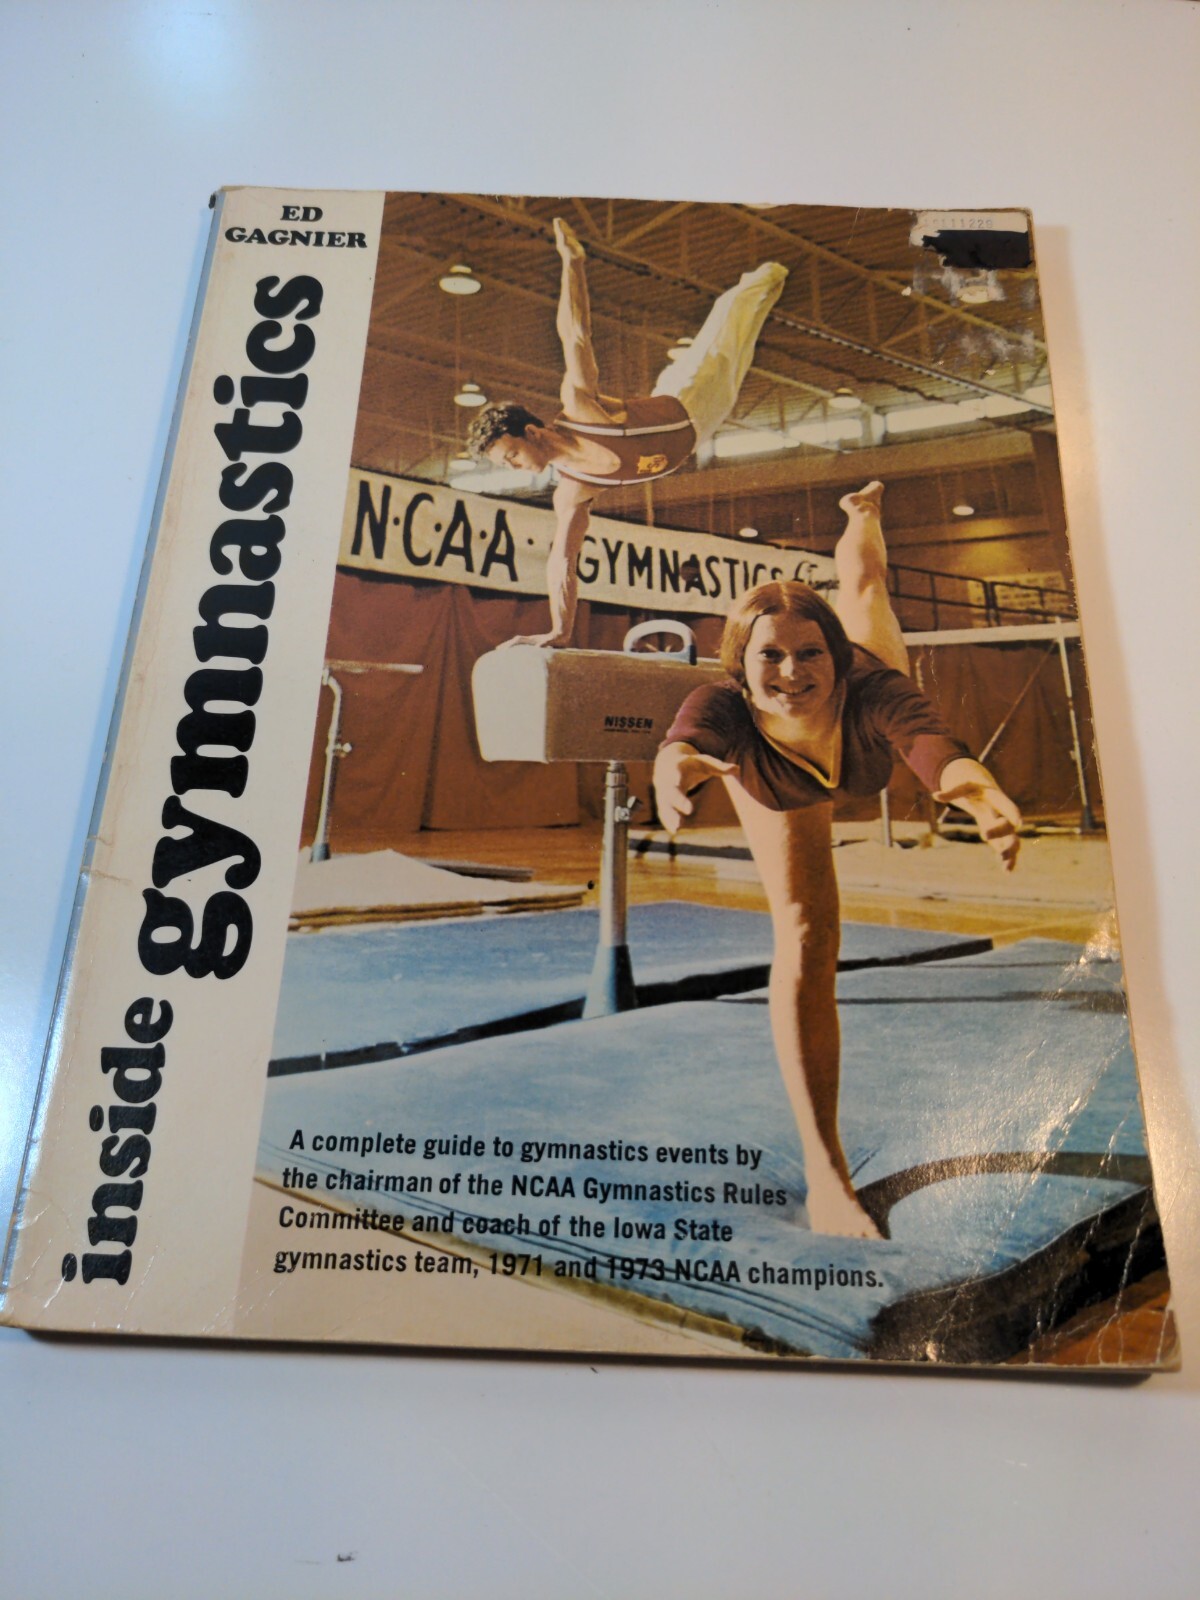 ED
GAGNIER
inside gymnastics
N·C·A·A· GYMNASTICS
NISSEN
A complete guide to gymnastics events by
the chairman of the NCAA Gymnastics Rules
Committee and coach of the Iowa State
gymnastics team, 1971 and 1973 NCAA champions.